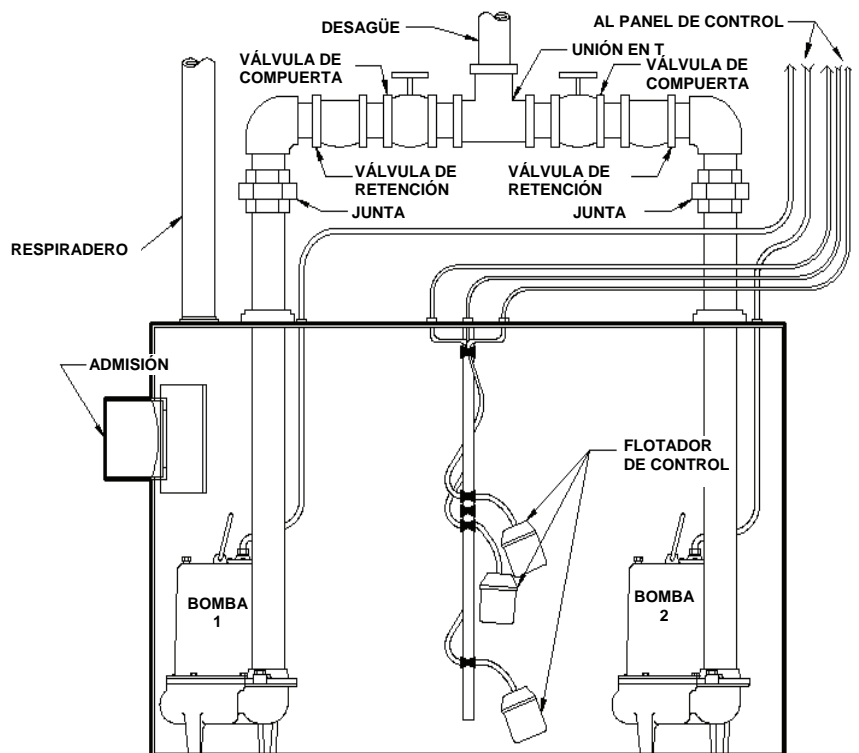 DESAGÜE
AL PANEL DE CONTROL
UNIÓN EN T
VÁLVULA DE
COMPUERTA
VÁLVULA DE
COMPUERTA
VÁLVULA DE
RETENCIÓN
VÁLVULA DE
RETENCIÓN
JUNTA
JUNTA
RESPIRADERO
ADMISIÓN
FLOTADOR
DE CONTROL
BOMBA
1
BOMBA
2